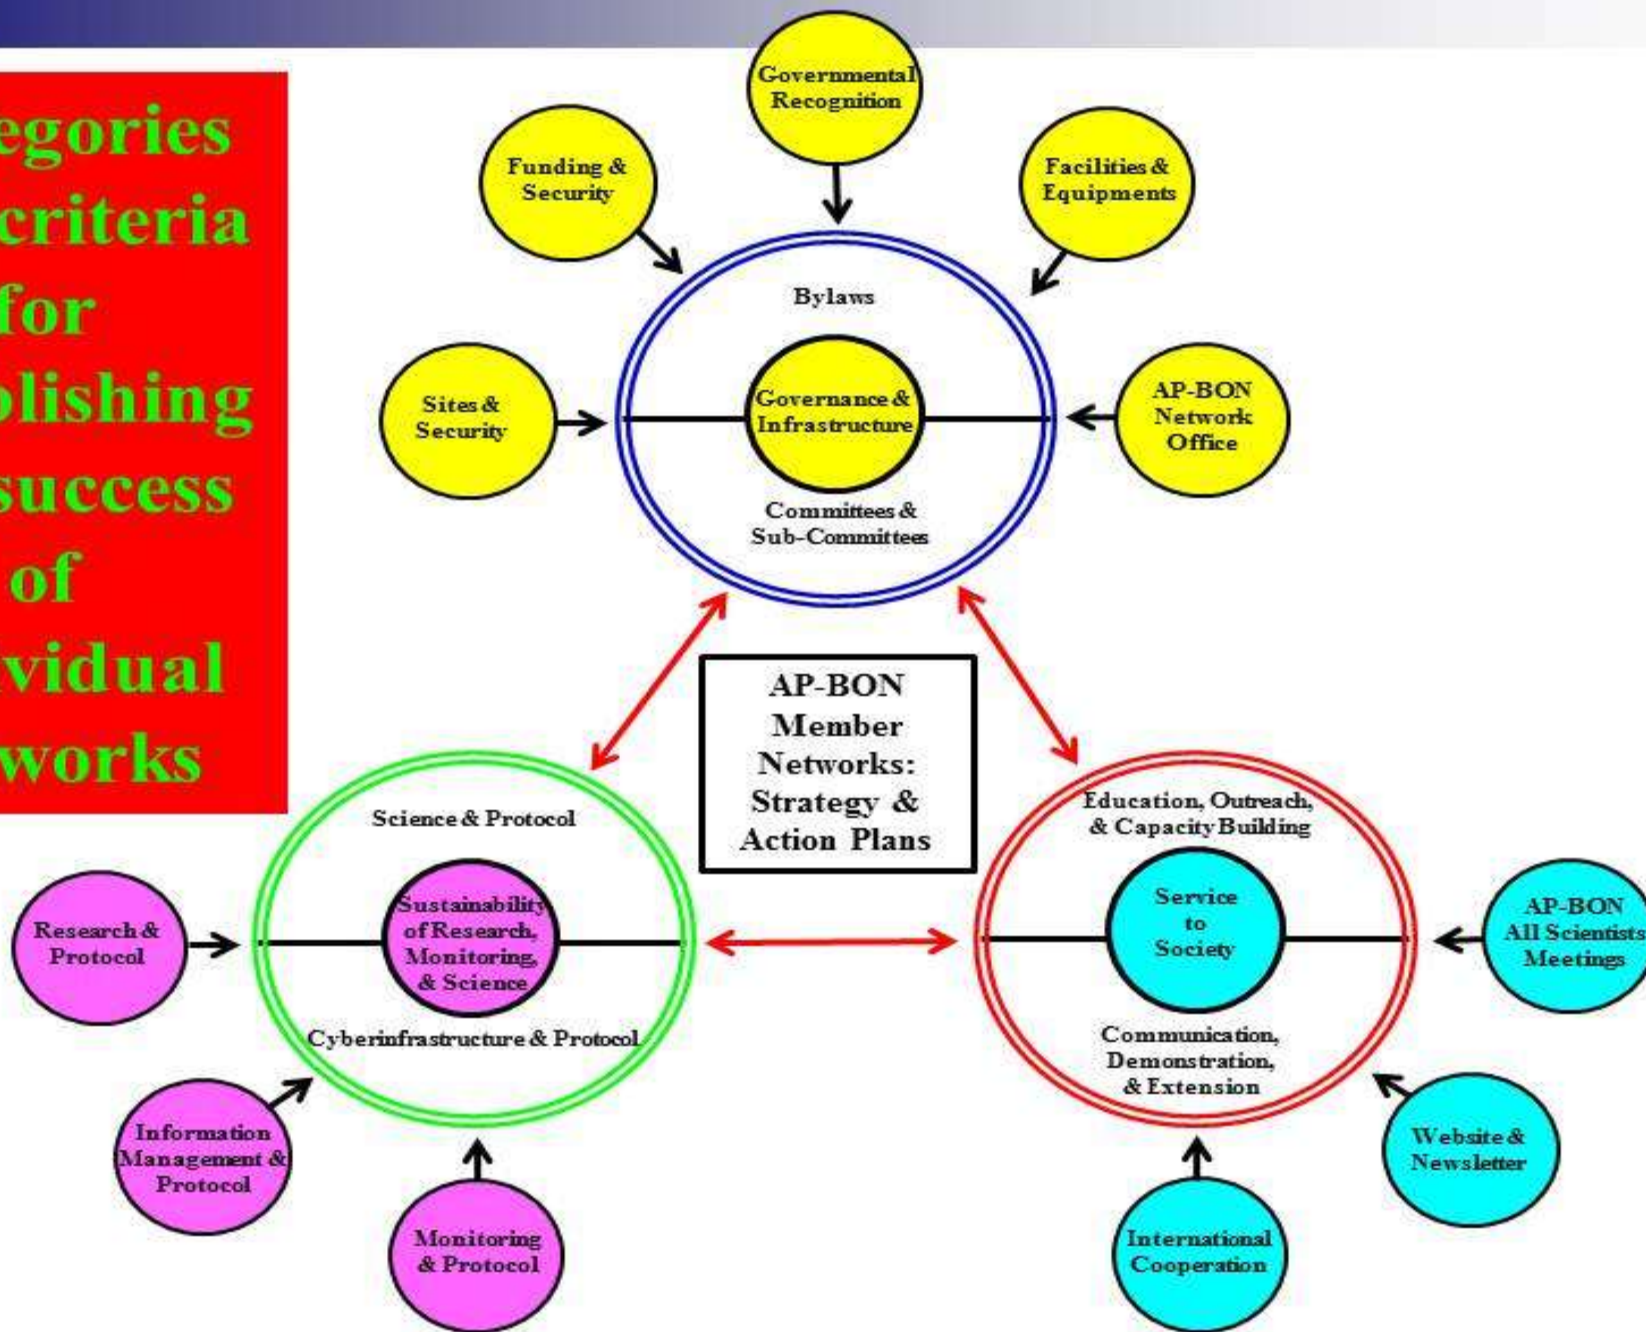 egories
criteria
for
lishing
success
of
vidual
works
Governmental
Recognition
Funding &
Security
Facilities &
Equipments
Sites &
Security
AP-BON
Network
Office
Bylaws
Governance &
Infrastructure
Committees &
Sub-Committees
AP-BON
Member
Networks:
Strategy &
Action Plans
Science & Protocol
Sustainability
of Research,
Monitoring,
& Science
Cyberinfrastructure & Protocol
Research &
Protocol
Information
Management &
Protocol
Monitoring
& Protocol
Education, Outreach,
& Capacity Building
Service
to
Society
Communication,
Demonstration,
& Extension
AP-BON
All Scientists
Meetings
Website &
Newsletter
International
Cooperation